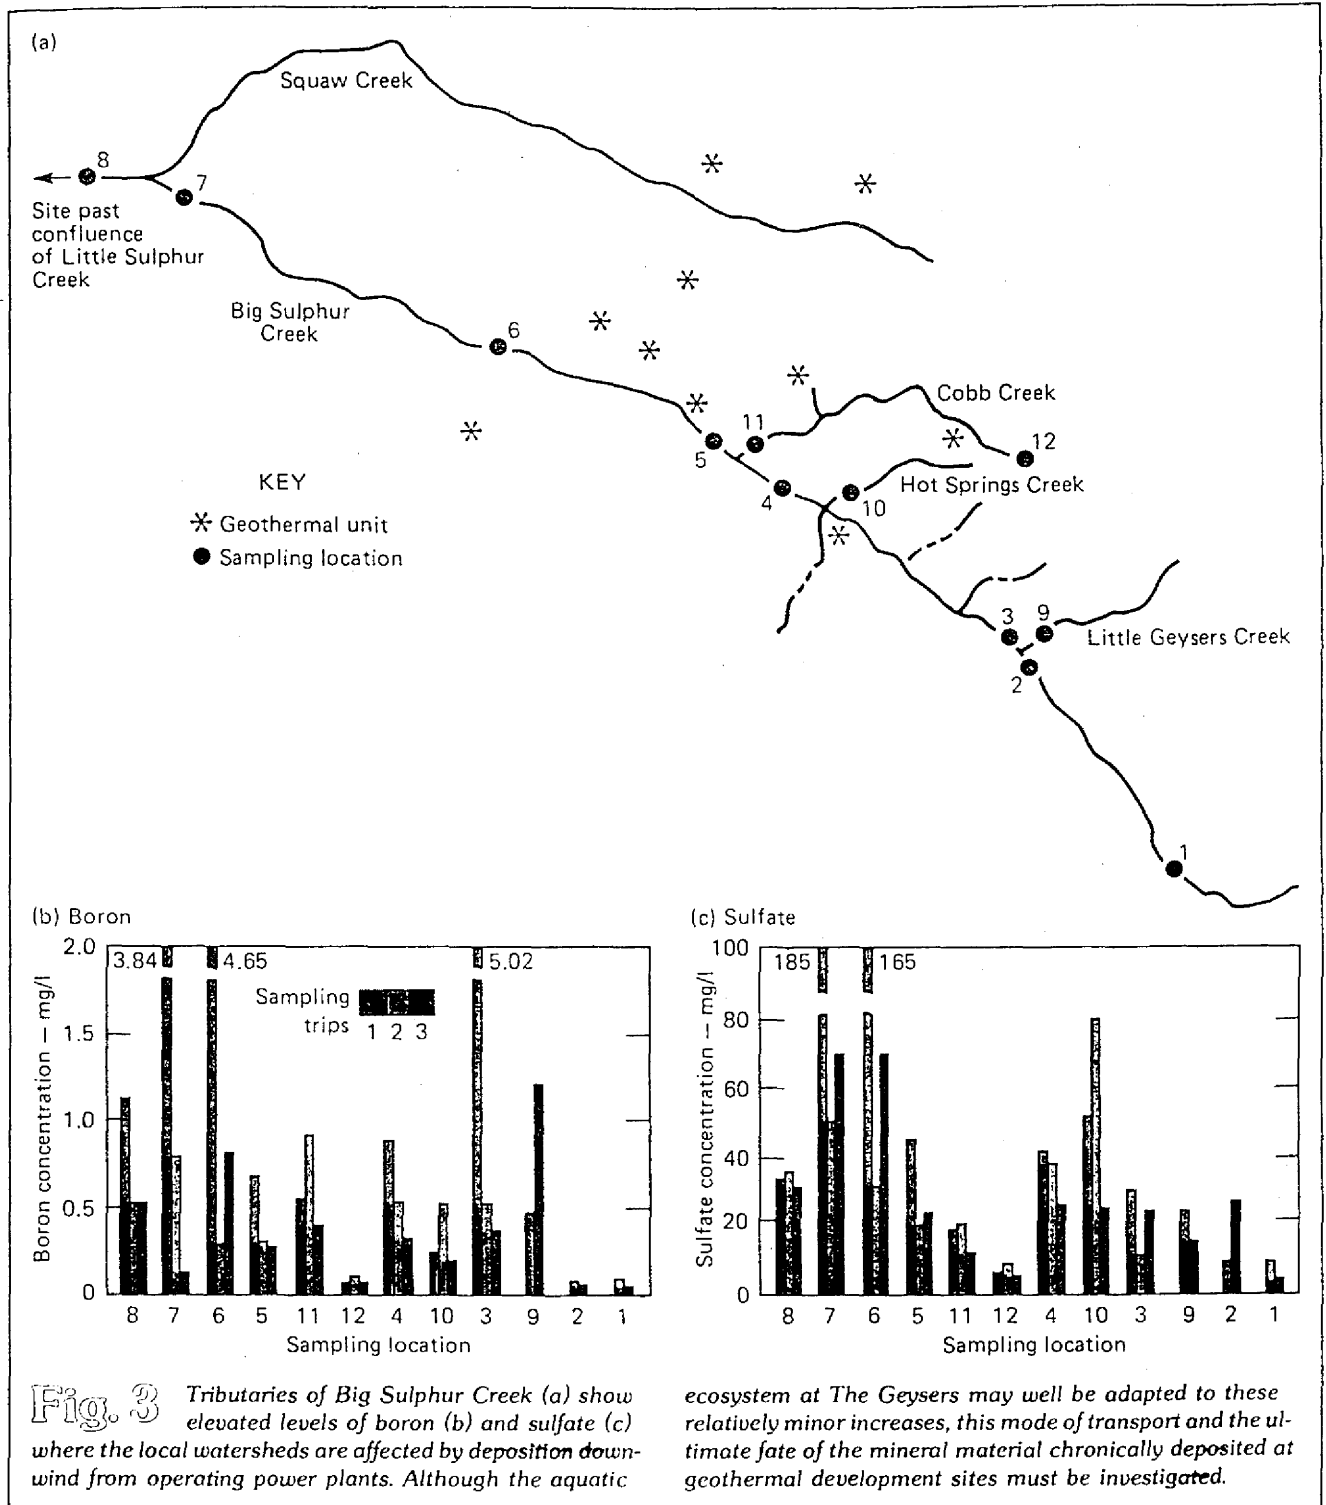 (a)
Squaw Creek
8
7
Site past
confluence
of Little Sulphur
Creek
Big Sulphur
Creek
6
Cobb Creek
11
12
5
KEY
Hot Springs Creek
4
10
Geothermal unit
Sampling location
3
9
Little Geysers Creek
2
1
(b) Boron
2.0
3.84
4.65
5.02
Sampling
trips
1 2 3
1.5
1.0
0.5
0
Boron concentration — mg/l
8 7 6 5 11 12 4 10 3 9 2 1
Sampling location
(c) Sulfate
100
185
165
80
60
40
20
0
Sulfate concentration — mg/l
8 7 6 5 11 12 4 10 3 9 2 1
Sampling location
Fig. 3 Tributaries of Big Sulphur Creek (a) show
elevated levels of boron (b) and sulfate (c)
where the local watersheds are affected by deposition down-
wind from operating power plants. Although the aquatic
ecosystem at The Geysers may well be adapted to these
relatively minor increases, this mode of transport and the ul-
timate fate of the mineral material chronically deposited at
geothermal development sites must be investigated.